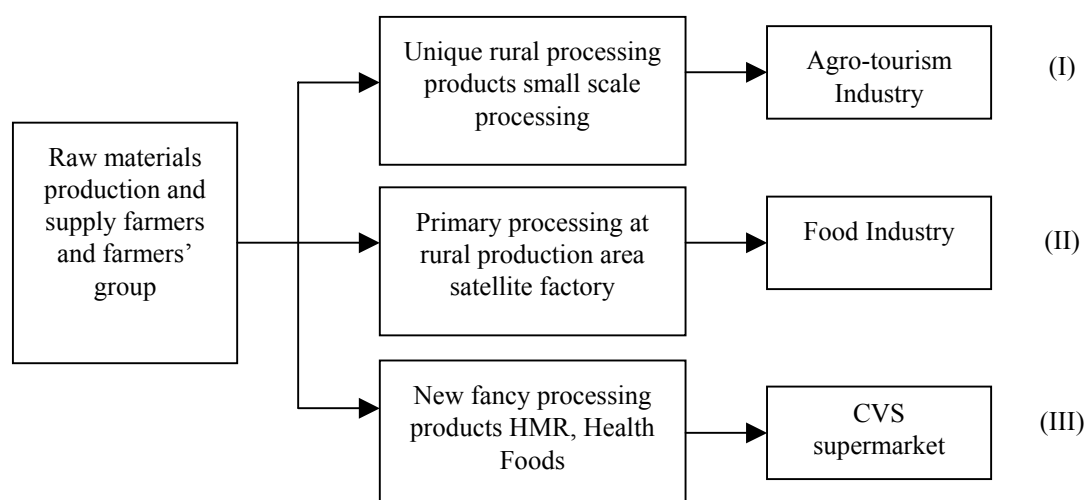 Unique rural processing
products small scale
processing
Agro-tourism
Industry
(I)
Raw materials
production and
supply farmers
and farmers’
group
Primary processing at
rural production area
satellite factory
Food Industry
(II)
New fancy processing
products HMR, Health
Foods
CVS
supermarket
(III)